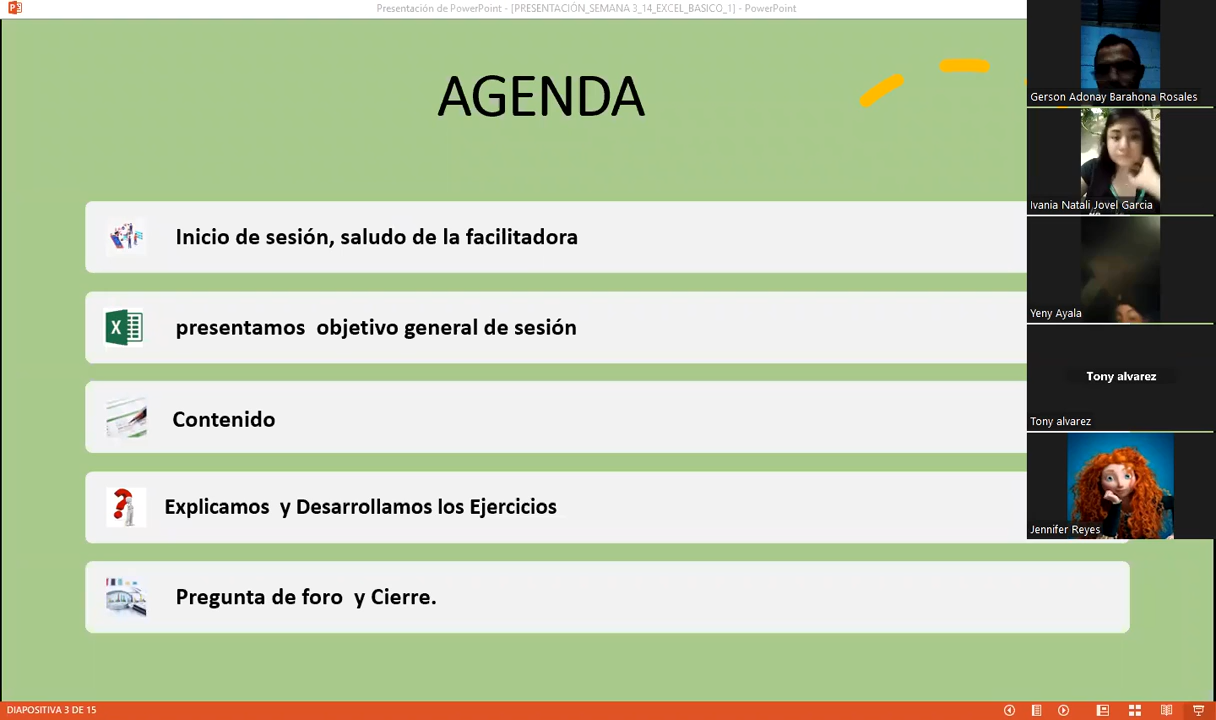 Presentación de PowerPoint - [PRESENTACIÓN_SEMANA 3_14_EXCEL_BASICO_1] - PowerPoint
AGENDA
Inicio de sesión, saludo de la facilitadora
presentamos objetivo general de sesión
Contenido
Explicamos y Desarrollamos los Ejercicios
Pregunta de foro y Cierre.
Gerson Adonay Barahona Rosales
Ivania Natali Jovel Garcia
Yeny Ayala
Tony alvarez
Tony alvarez
Jennifer Reyes
DIAPOSITIVA 3 DE 15